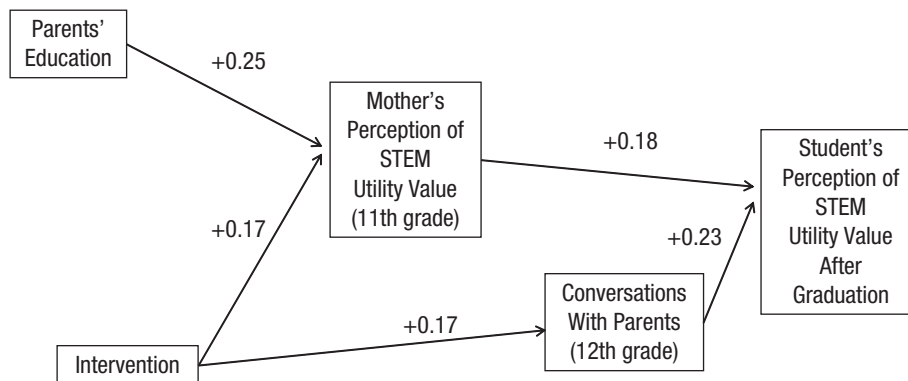 Parents’
Education
+0.25
Mother’s
Perception of
STEM
Utility Value
(11th grade)
+0.18
Student’s
Perception of
STEM
Utility Value
After
Graduation
+0.17
+0.23
Conversations
With Parents
(12th grade)
+0.17
Intervention